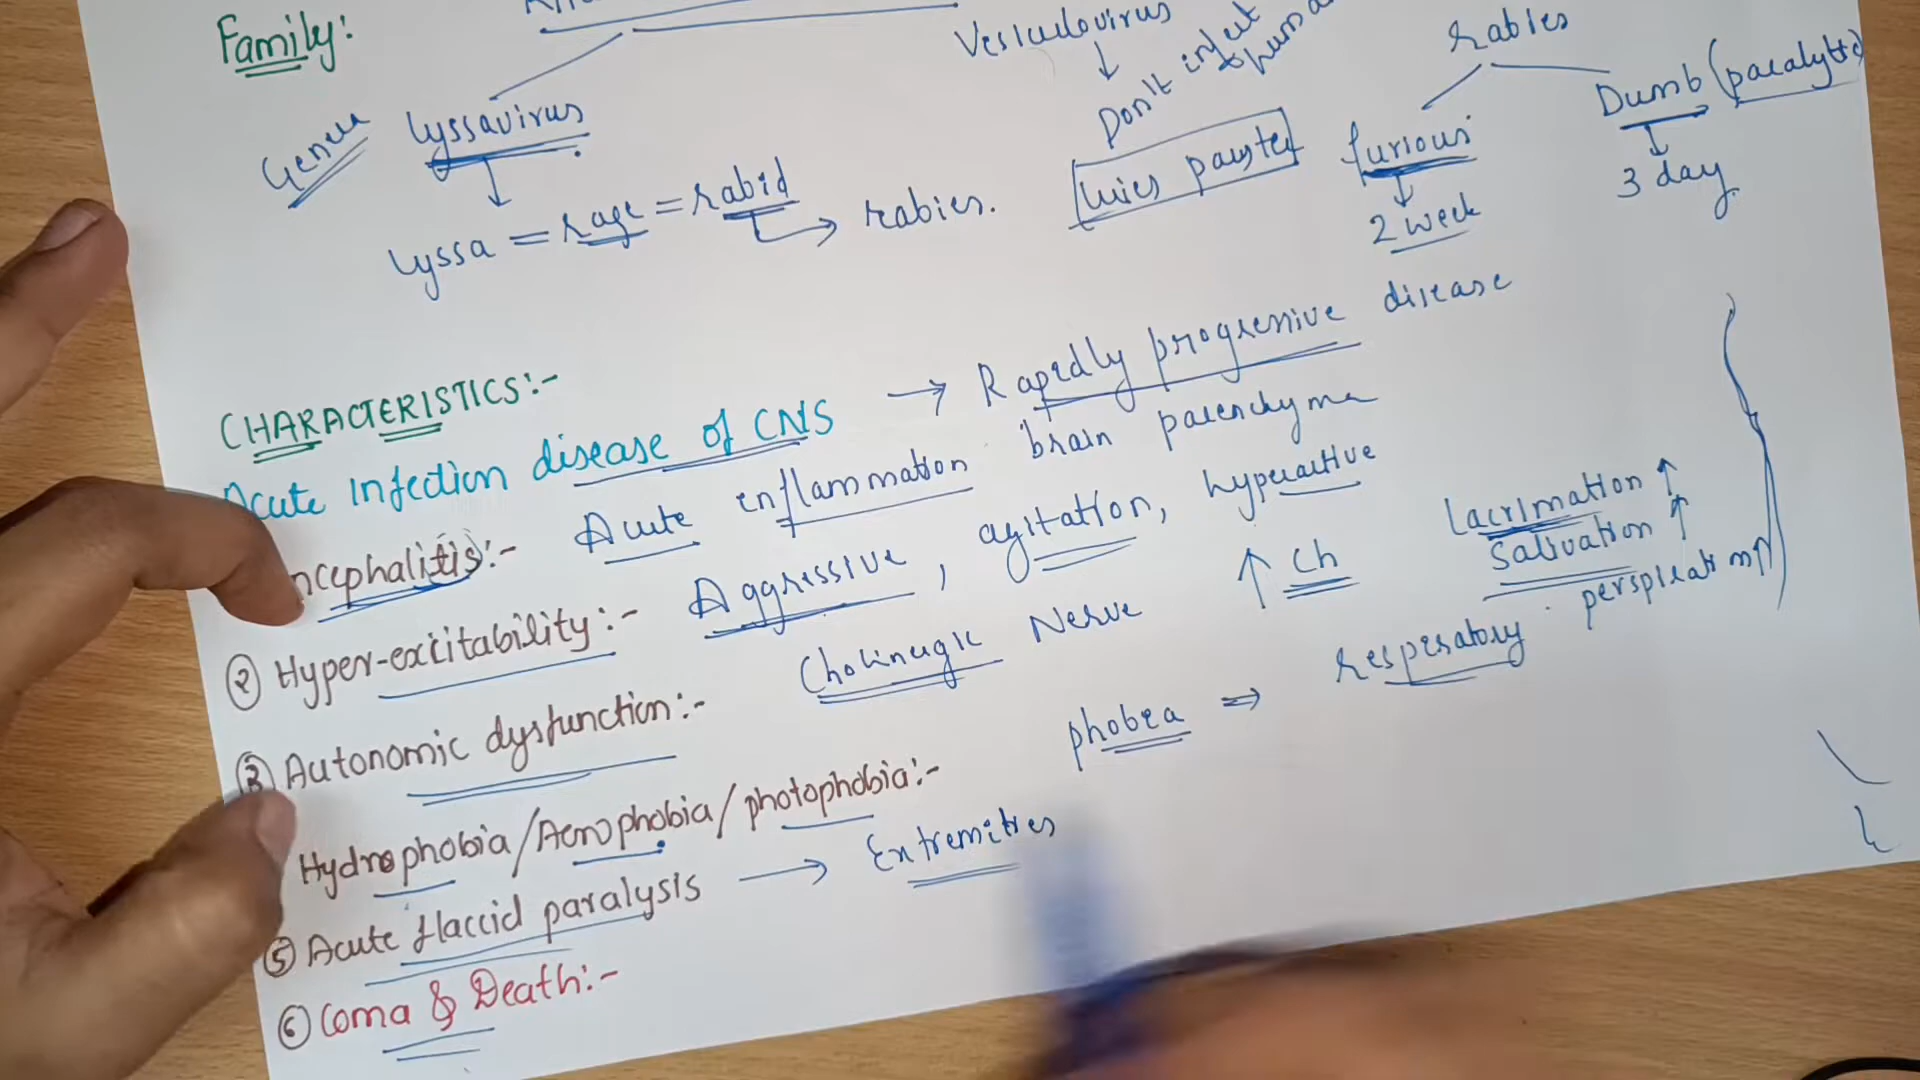 Family:
Vesiculovirus
Don't infect human
rabies
furious
2 week
Dumb (paralytic
3 day
Genus
Lyssavirus
Lyssa = rage = rabid → rabies.
CHARACTERISTICS:-
Acute infection disease of CNS → Rapidly progressive disease
ncephalitis:- Acute inflammation brain parenchyma
② Hyper-excitability:- Aggressive, agitation, hyperactive
③ Autonomic dysfunction:- Cholinergic Nerve ↑ Ch
Lacrimation ↑
Salivation ↑
perspiration ↑
Hydrophobia/Aerophobia/photophobia:- phobia ⇒ respiratory
⑤ Acute flaccid paralysis → Extremities
⑥ Coma & Death:-